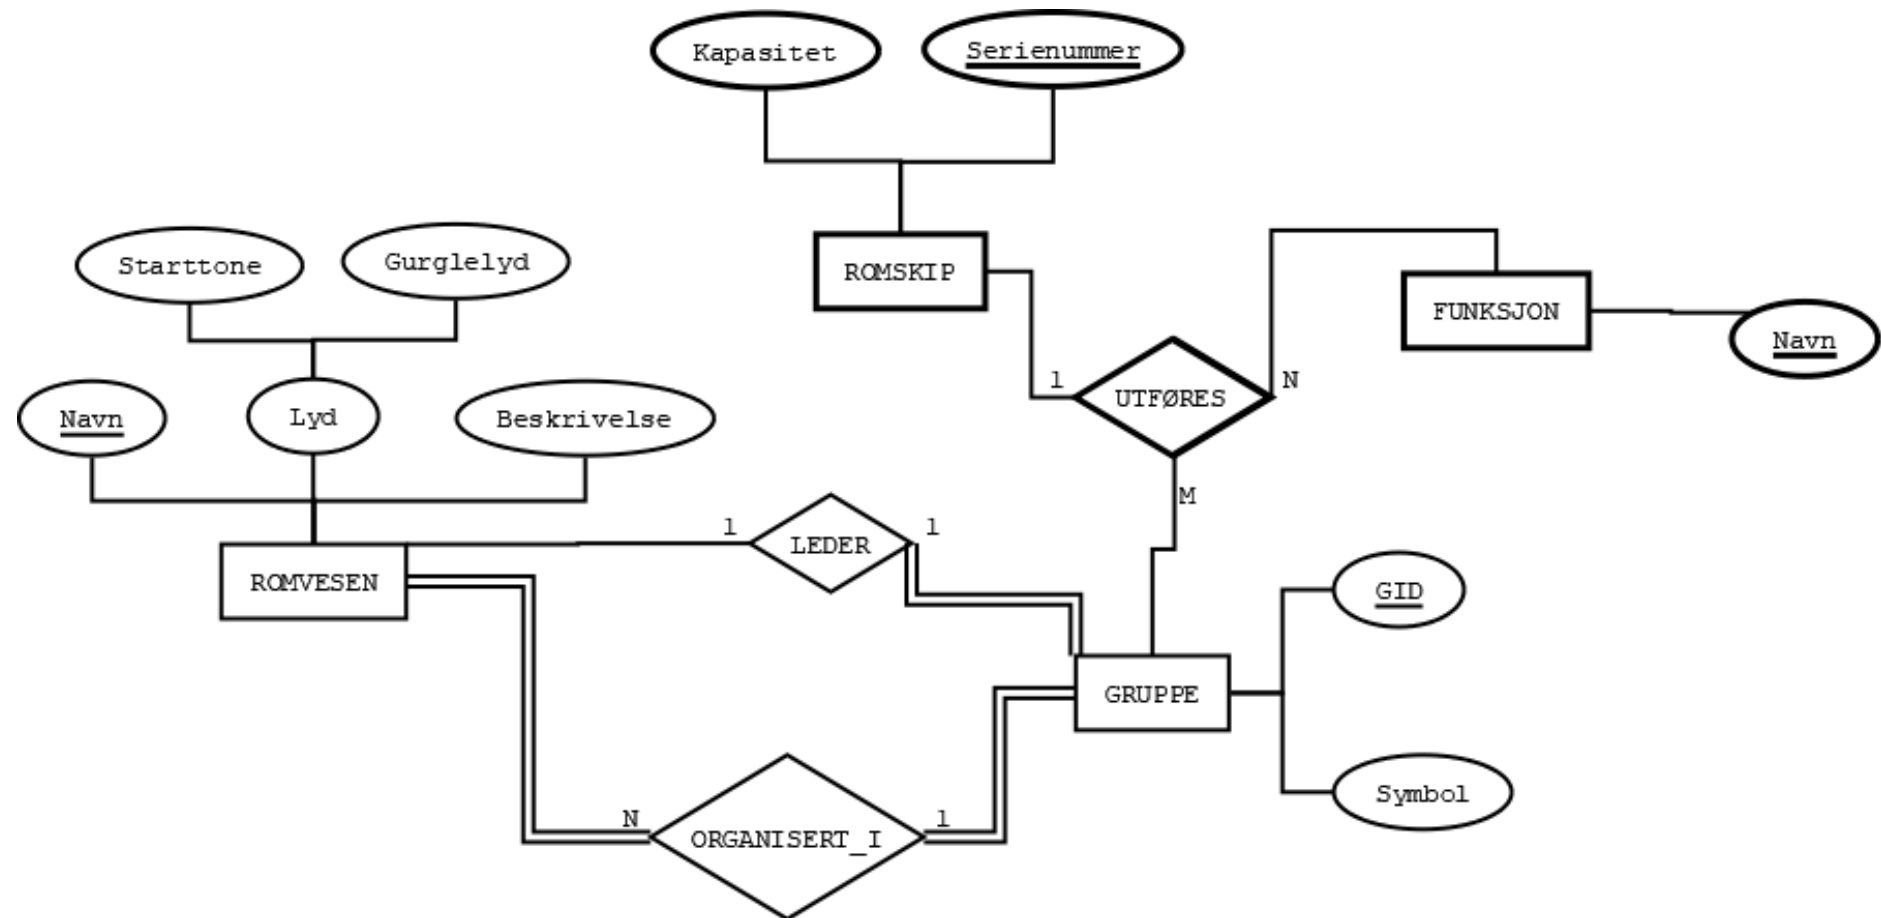 Kapasitet
Serienummer
Starttone
Gurglelyd
ROMSKIP
FUNKSJON
Navn
Navn
Lyd
Beskrivelse
1
UTFØRES
N
M
1
LEDER
1
ROMVESEN
GID
GRUPPE
Symbol
N
ORGANISERT_I
1